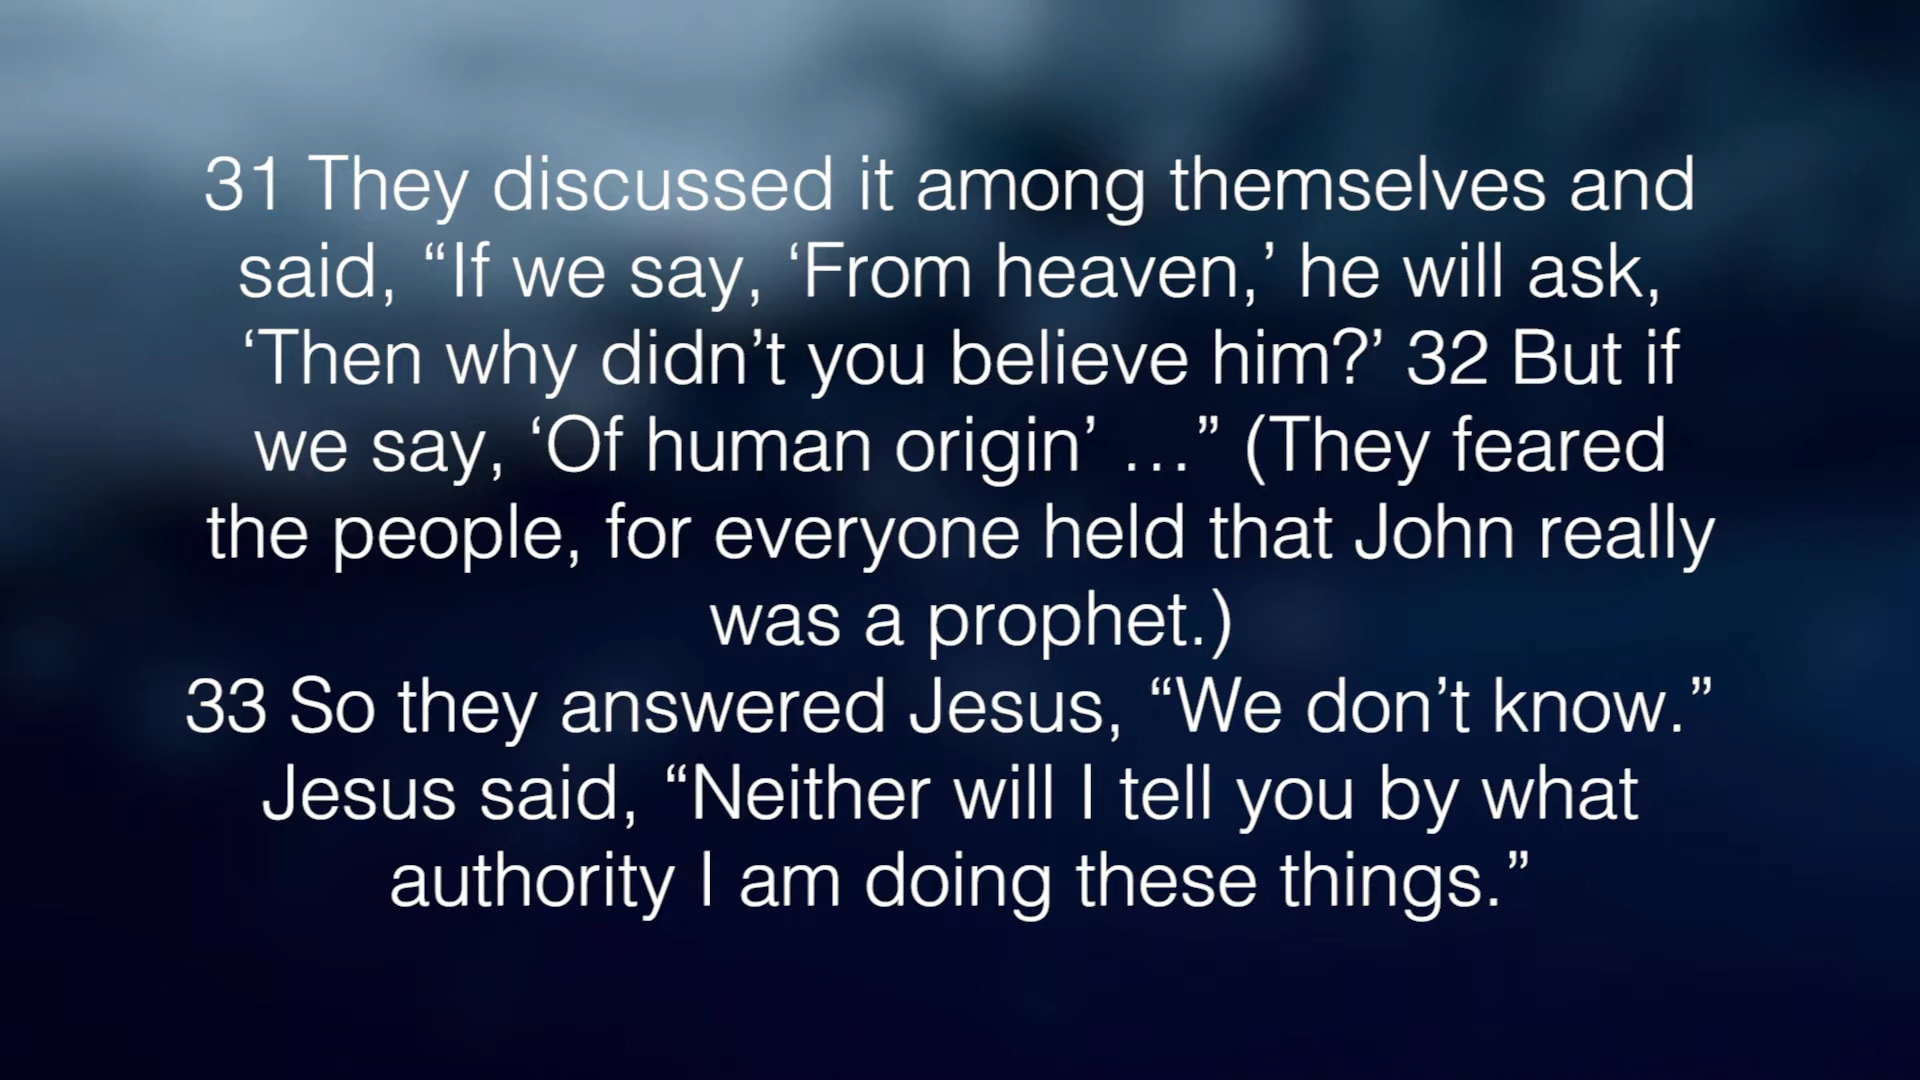 31 They discussed it among themselves and
said, “If we say, ‘From heaven,’ he will ask,
‘Then why didn’t you believe him?’ 32 But if
we say, ‘Of human origin’ …” (They feared
the people, for everyone held that John really
was a prophet.)
33 So they answered Jesus, “We don’t know.”
Jesus said, “Neither will I tell you by what
authority I am doing these things.”